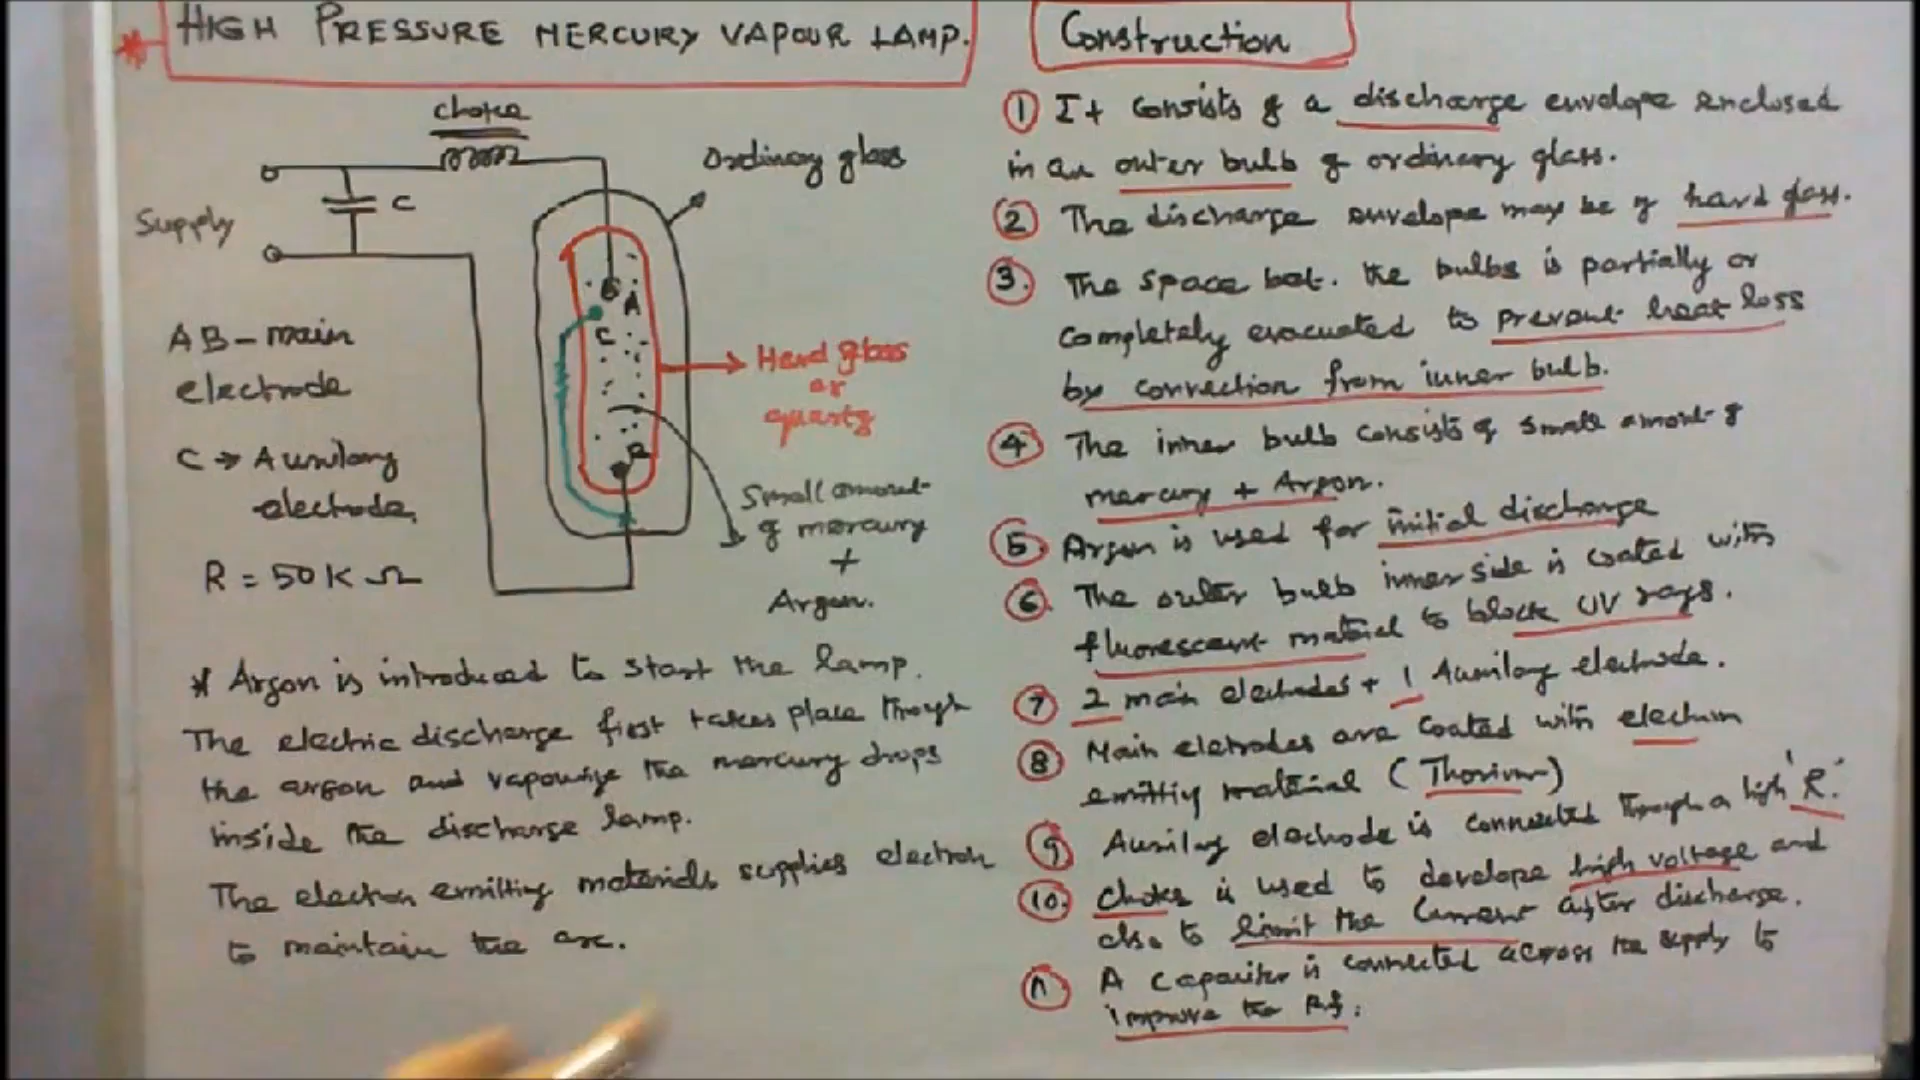 * HIGH PRESSURE MERCURY VAPOUR LAMP.
choke
Ordinary glass
C
Supply
A
C
B
AB - main
electrode
Hard glass
or
quartz
C → Auxilary
electrode
R = 50K Ω
Small amount
of mercury
+
Argon.
* Argon is introduced to start the lamp.
The electric discharge first takes place through
the argon and vapourize the mercury drops
inside the discharge lamp.
The electron emitting materials supplies electron
to maintain the arc.
Construction
① It consists of a discharge envelope enclosed
in an outer bulb of ordinary glass.
② The discharge envelope may be of hard glass.
③. The space bet. the bulbs is partially or
completely evacuated to prevent heat loss
by convection from inner bulb.
④ The inner bulb consists of small amount of
mercury + Argon.
⑤. Argon is used for initial discharge
⑥. The outer bulb inner side is coated with
fluorescent material to block UV rays.
⑦ 2 main electrodes + 1 Auxilary electrode.
⑧ Main eletrodes are coated with electron
emittig material (Thorium)
⑨ Auxilary electrode is connected through a high 'R'.
⑩. Choke is used to develope high voltage and
also to limit the current after discharge.
⑪ A capacitor is connected across the supply to
improve the Pf.